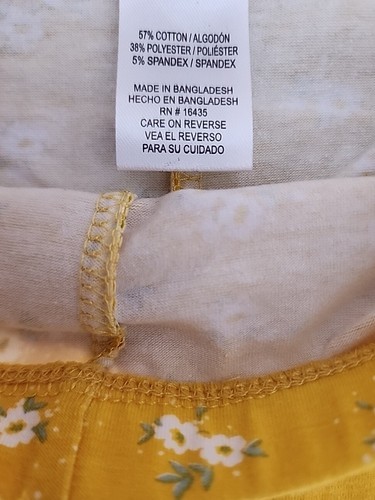 57% COTTON / ALGODÓN
38% POLYESTER / POLIÉSTER
5% SPANDEX / SPANDEX
MADE IN BANGLADESH
HECHO EN BANGLADESH
RN # 16435
CARE ON REVERSE
VEA EL REVERSO
PARA SU CUIDADO